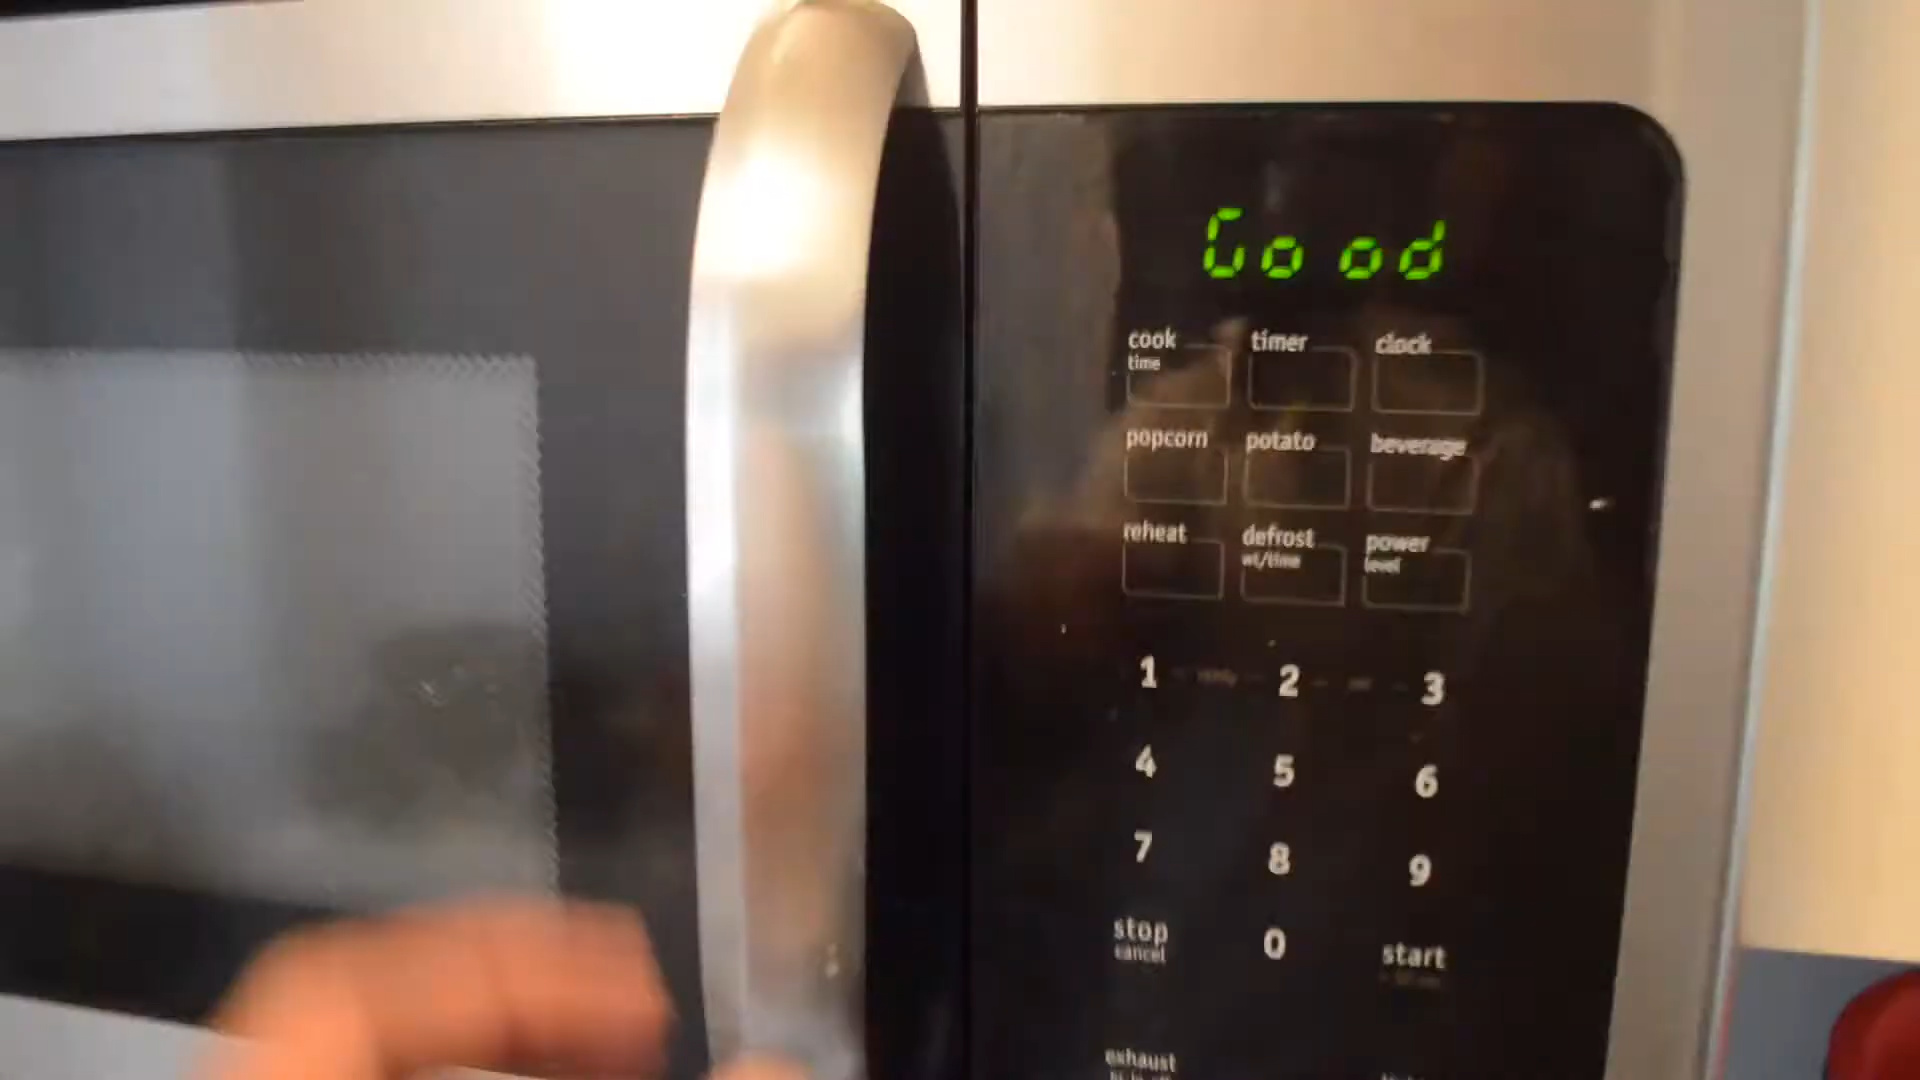 Good
cook timer clock
time
popcorn potato beverage
reheat defrost power
wt/time level
1 2 3
4 5 6
7 8 9
stop 0 start
cancel
exhaust